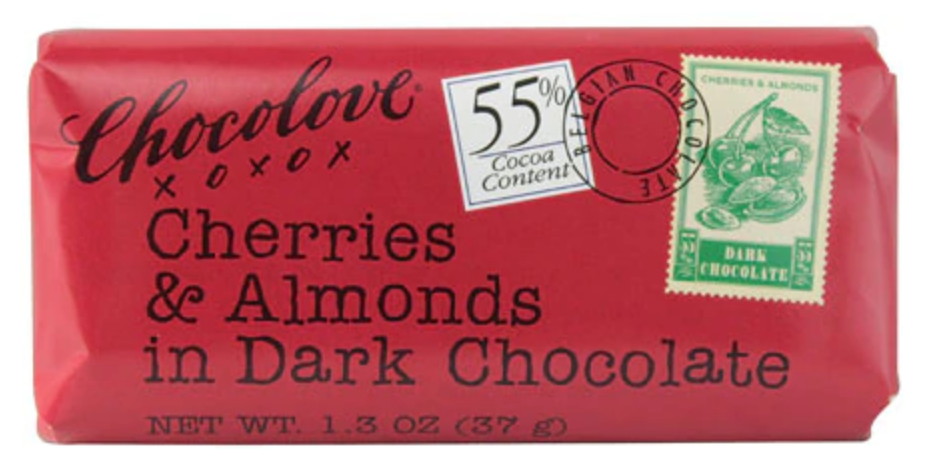 Chocolove®
x o x o x
55%
Cocoa
Content
BELGIAN CHOCOLATE
CHERRIES & ALMONDS
DARK
CHOCOLATE
Cherries
& Almonds
in Dark Chocolate
NET WT. 1.3 OZ (37 g)